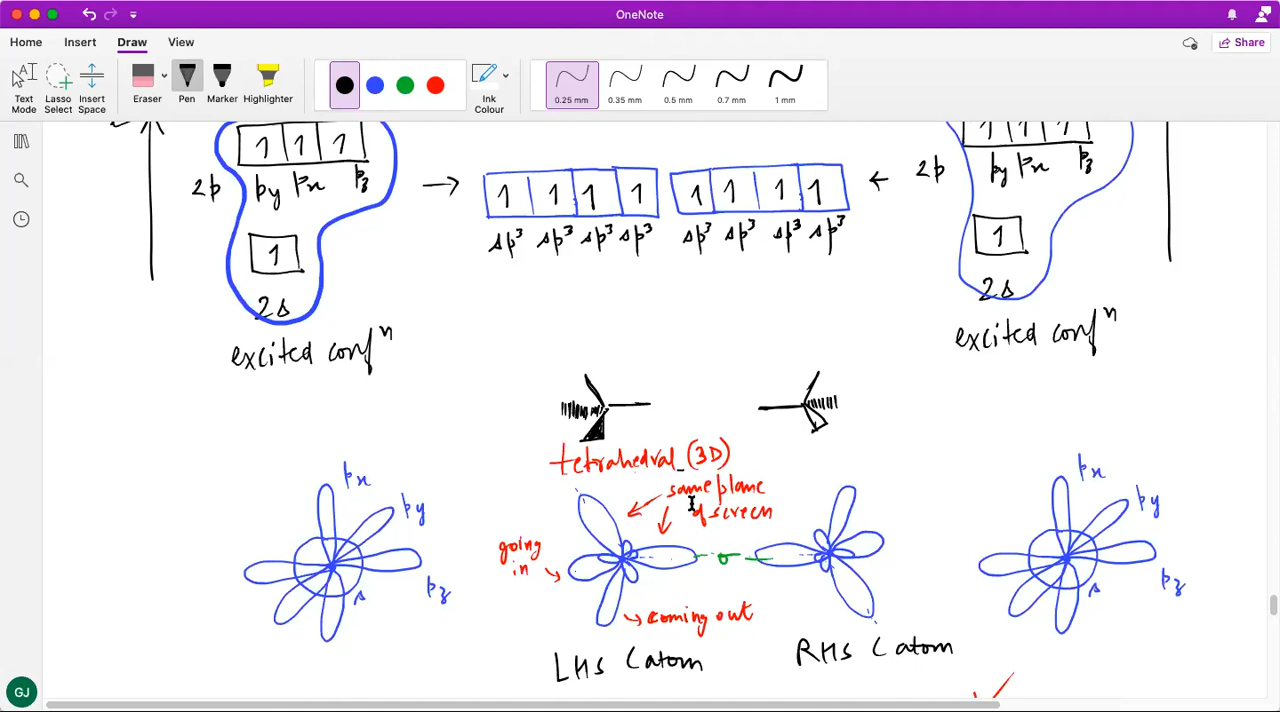 OneNote
Home Insert Draw View
Share
Text Mode
Lasso Select
Insert Space
Eraser
Pen
Marker
Highlighter
0.25 mm
0.35 mm
0.5 mm
0.7 mm
1 mm
Ink Colour
1 1 1
2p py px pz
1
2s
excited confⁿ
→
1 1 1 1
sp³ sp³ sp³ sp³
1 1 1 1
sp³ sp³ sp³ sp³
←
1 1 1
2p py px pz
1
2s
excited confⁿ
tetrahedral (3D)
same plane
of screen
going
in
coming out
σ
px
py
pz
s
LHS C atom
RHS C atom
px
py
pz
s
GJ